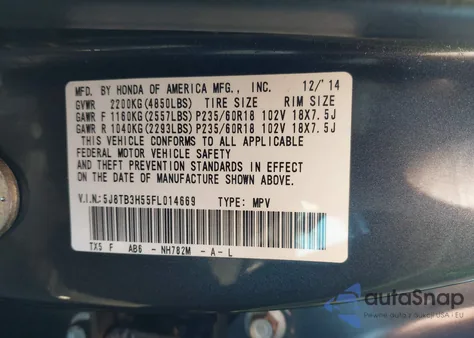 MFD. BY HONDA OF AMERICA MFG., INC. 12/'14
GVWR 2200KG(4850LBS) TIRE SIZE RIM SIZE
GAWR F 1160KG(2557LBS) P235/60R18 102V 18X7.5J
GAWR R 1040KG(2293LBS) P235/60R18 102V 18X7.5J
THIS VEHICLE CONFORMS TO ALL APPLICABLE
FEDERAL MOTOR VEHICLE SAFETY
AND THEFT PREVENTION STANDARDS IN EFFECT
ON THE DATE OF MANUFACTURE SHOWN ABOVE.
V.I.N.:5J8TB3H55FL014669 TYPE: MPV
TX5 F AB6 - NH782M -A-L
autoSnap